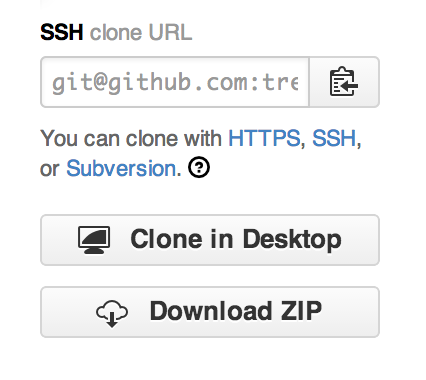 SSH clone URL
git@github.com:tre
You can clone with HTTPS, SSH,
or Subversion. ?
Clone in Desktop
Download ZIP